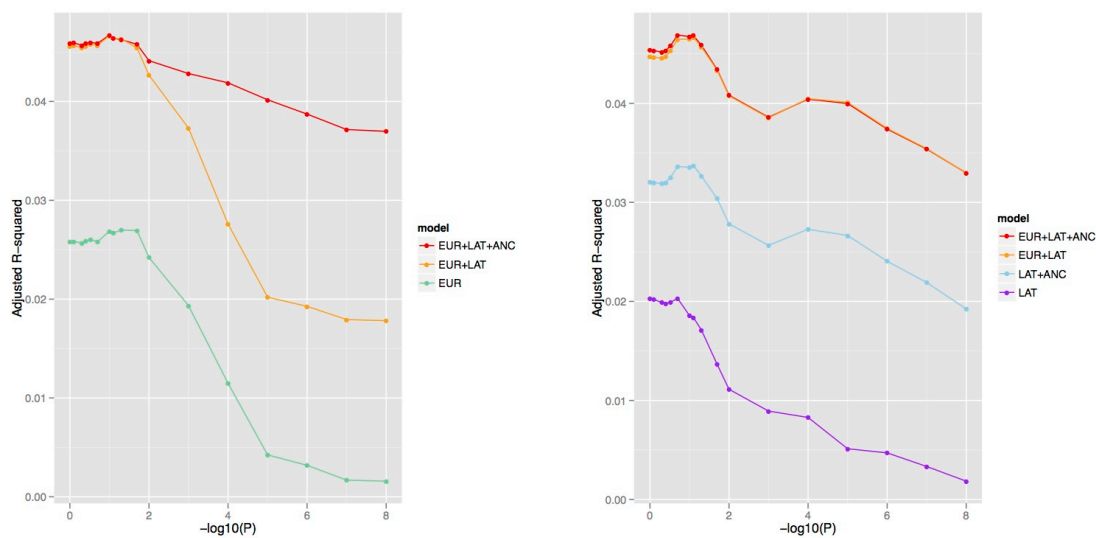 0.04
0.03
0.02
0.01
0.00
Adjusted R−squared
0
2
4
6
8
−log10(P)
model
EUR+LAT+ANC
EUR+LAT
EUR
0.04
0.03
0.02
0.01
0.00
Adjusted R−squared
0
2
4
6
8
−log10(P)
model
EUR+LAT+ANC
EUR+LAT
LAT+ANC
LAT